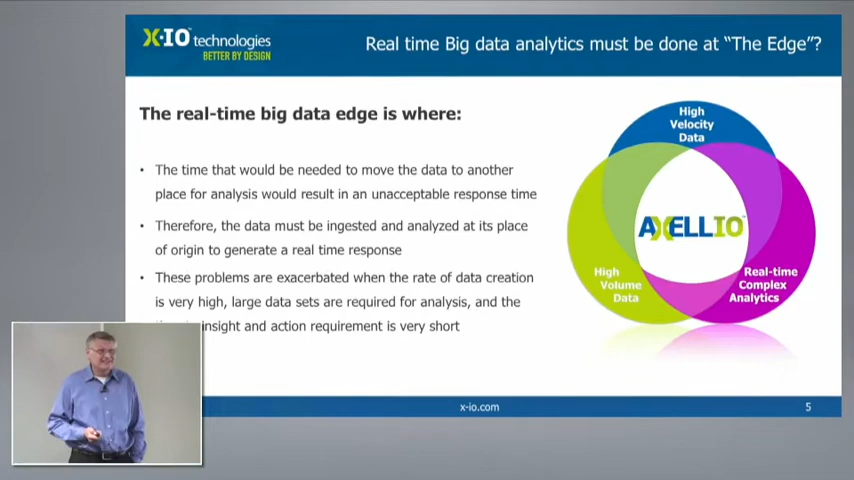 X-IO technologies
BETTER BY DESIGN
Real time Big data analytics must be done at “The Edge”?
The real-time big data edge is where:
• The time that would be needed to move the data to another
place for analysis would result in an unacceptable response time
• Therefore, the data must be ingested and analyzed at its place
of origin to generate a real time response
• These problems are exacerbated when the rate of data creation
is very high, large data sets are required for analysis, and the
insight and action requirement is very short
High
Velocity
Data
AXELLIO
High
Volume
Data
Real-time
Complex
Analytics
x-io.com
5